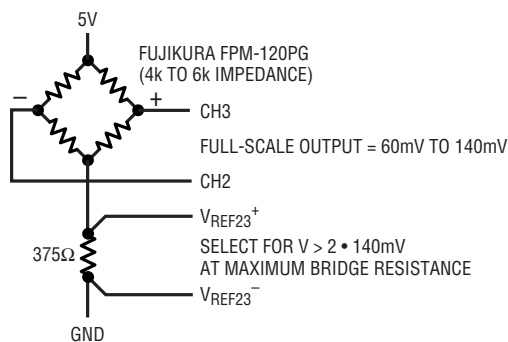 5V
FUJIKURA FPM-120PG
(4k TO 6k IMPEDANCE)
–
+
CH3
FULL-SCALE OUTPUT = 60mV TO 140mV
CH2
VREF23+
375Ω
SELECT FOR V > 2 • 140mV
AT MAXIMUM BRIDGE RESISTANCE
VREF23–
GND